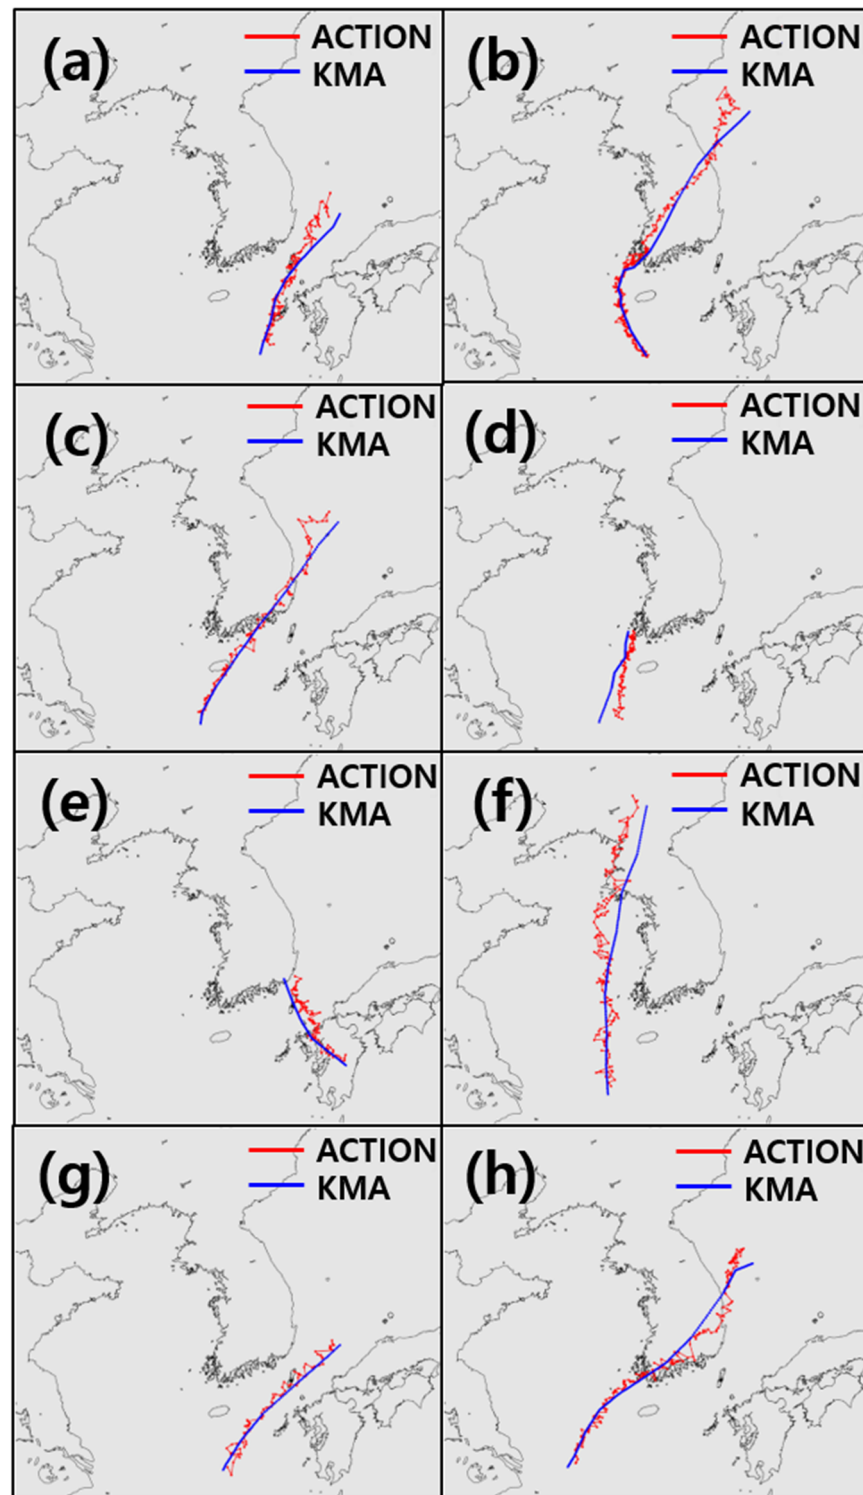 (a)
ACTION
KMA
(b)
ACTION
KMA
(c)
ACTION
KMA
(d)
ACTION
KMA
(e)
ACTION
KMA
(f)
ACTION
KMA
(g)
ACTION
KMA
(h)
ACTION
KMA